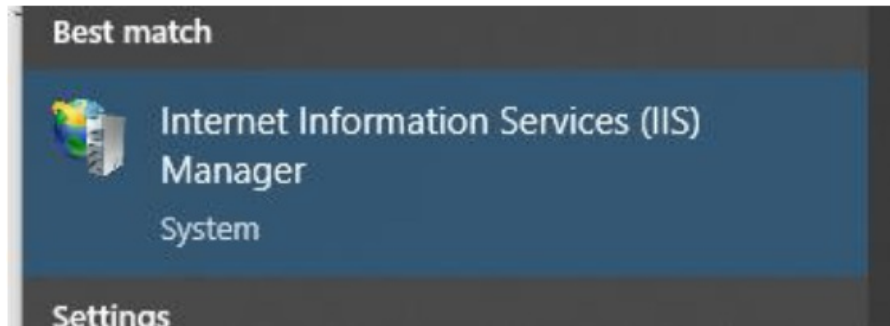 Best match
Internet Information Services (IIS)
Manager
System
Settings